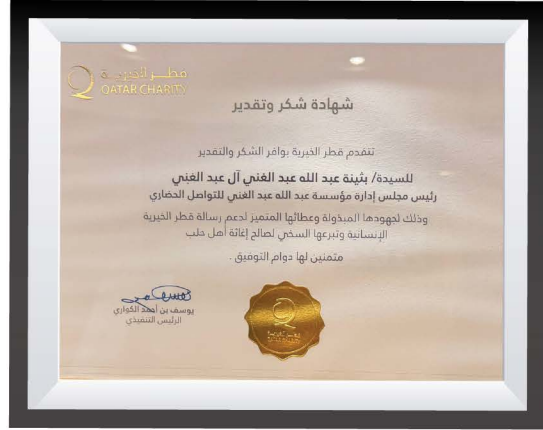 قطر الخيرية
QATAR CHARITY
شهادة شكر وتقدير
تتقدم قطر الخيرية بوافر الشكر والتقدير
للسيدة/ بثينة عبد الله عبد الغني آل عبد الغني
رئيس مجلس إدارة مؤسسة عبد الله عبد الغني للتواصل الحضاري
وذلك لجهودها المبذولة وعطائها المتميز لدعم رسالة قطر الخيرية
الإنسانية وتبرعها السخي لصالح إغاثة أهل حلب
متمنين لها دوام التوفيق .
يوسف بن أحمد الكواري
الرئيس التنفيذي